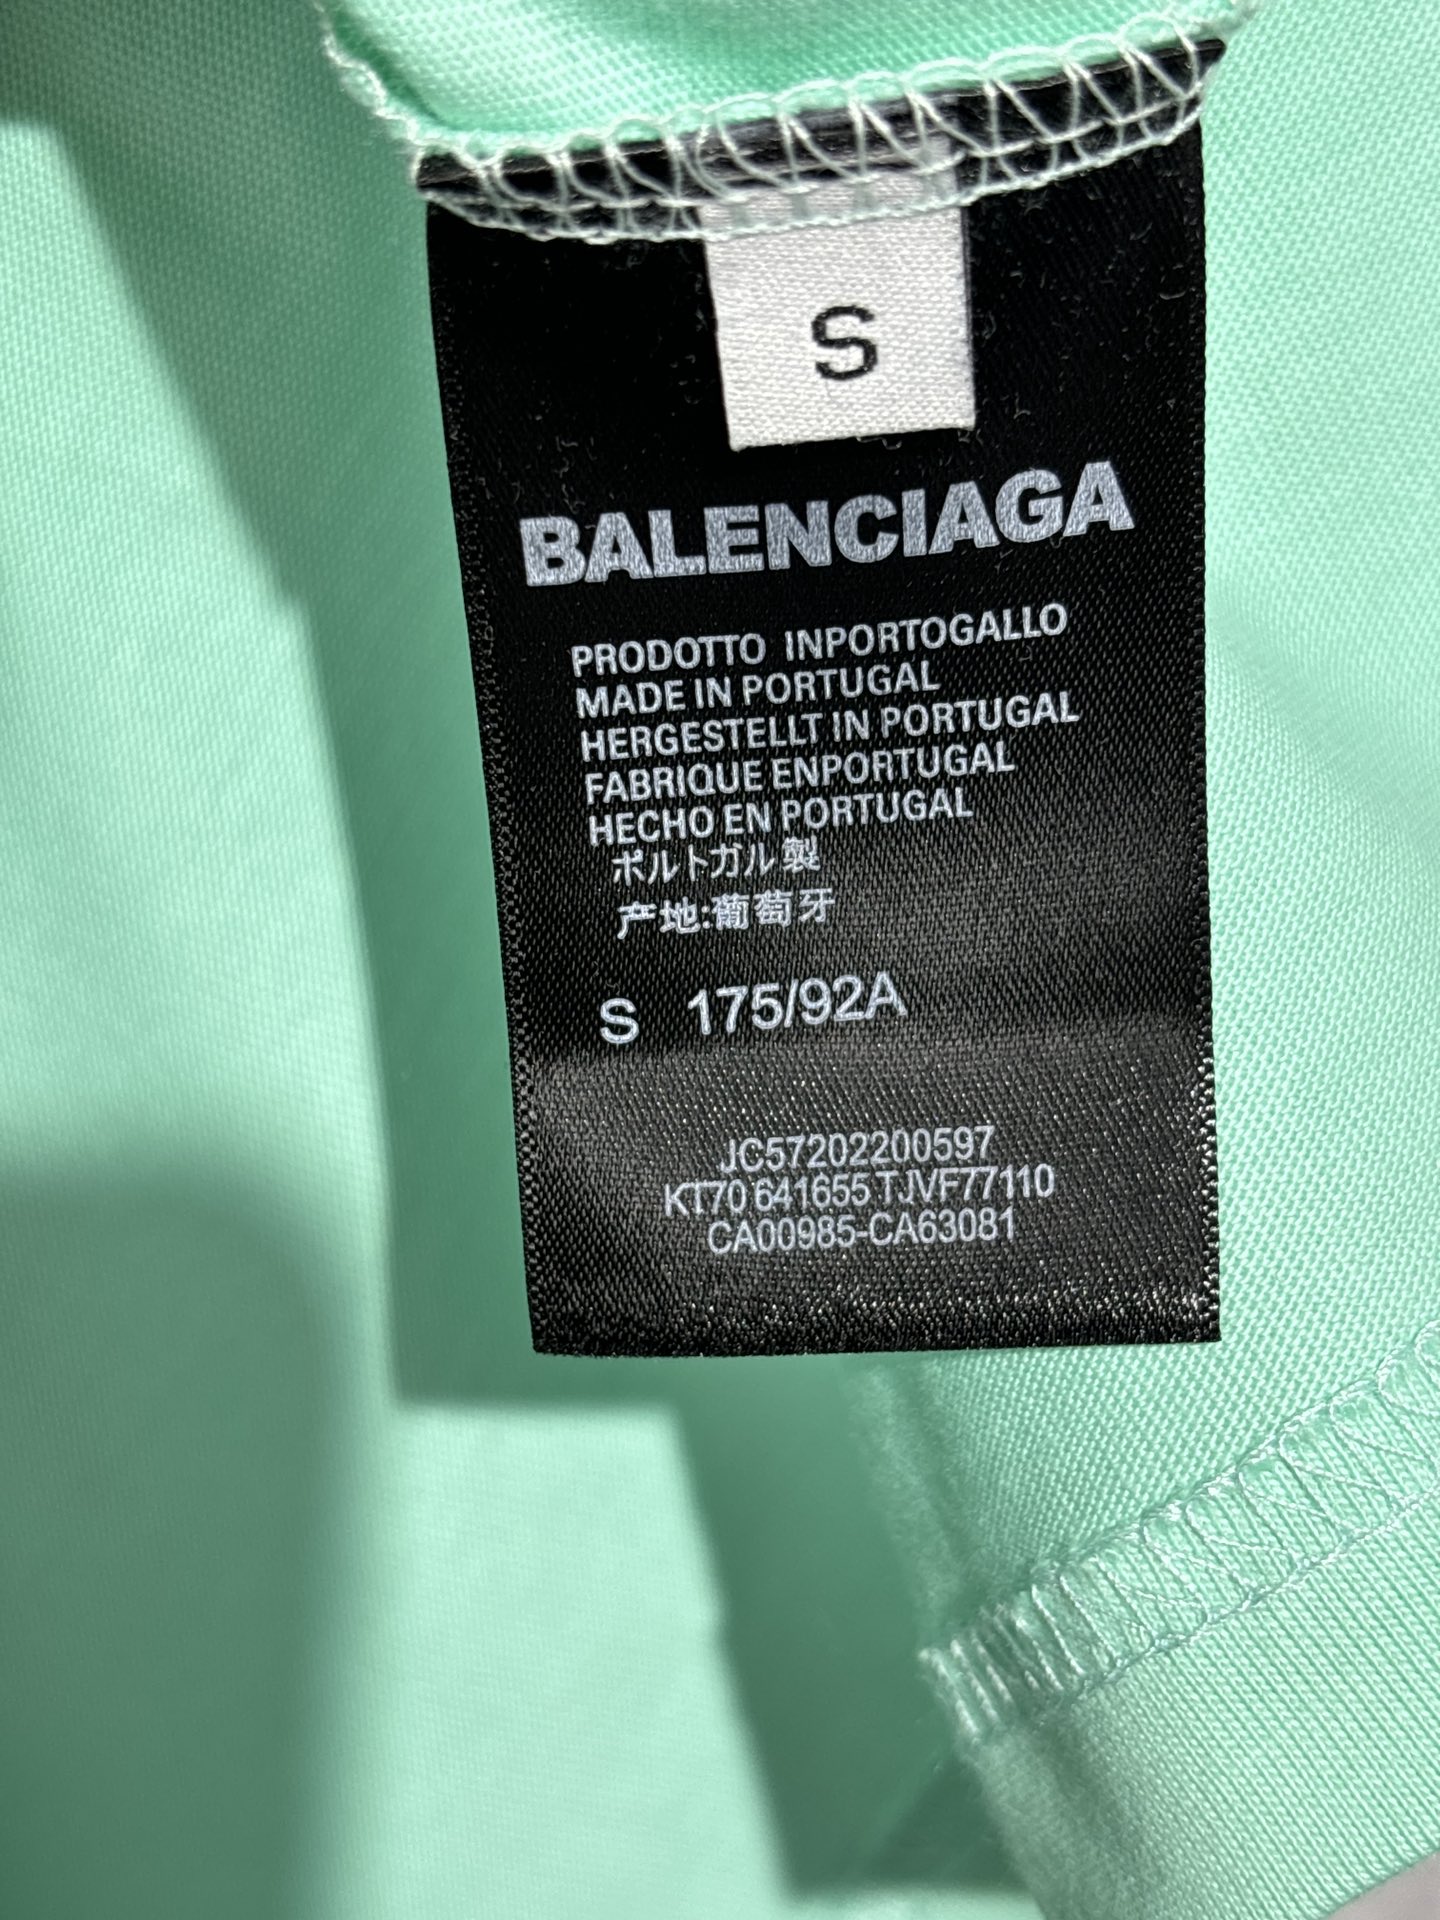 S
BALENCIAGA
PRODOTTO INPORTOGALLO
MADE IN PORTUGAL
HERGESTELLT IN PORTUGAL
FABRIQUE ENPORTUGAL
HECHO EN PORTUGAL
ポルトガル製
产地:葡萄牙
S 175/92A
JC57202200597
KT70 641655 TJVF77110
CA00985-CA63081